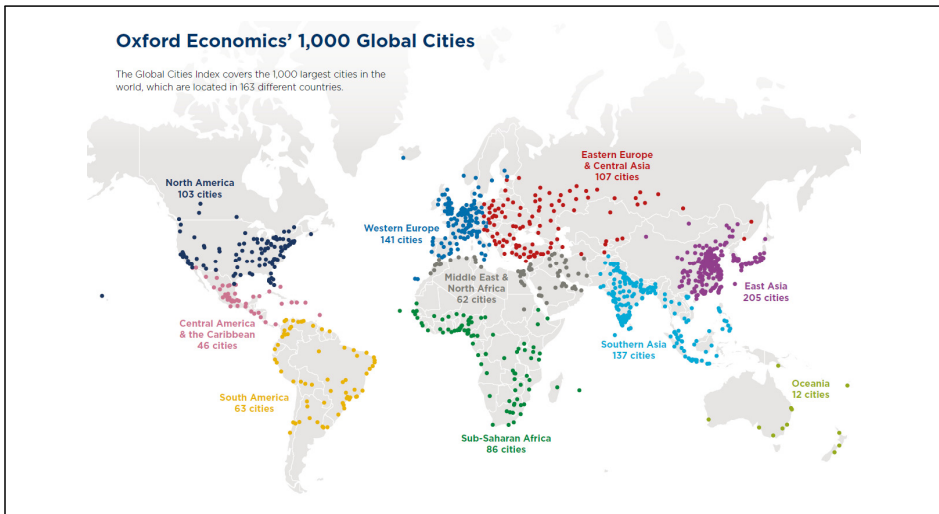 Oxford Economics' 1,000 Global Cities
The Global Cities Index covers the 1,000 largest cities in the
world, which are located in 163 different countries.
Eastern Europe
& Central Asia
107 cities
North America
103 cities
Western Europe
141 cities
Middle East &
North Africa
62 cities
East Asia
205 cities
Central America
& the Caribbean
46 cities
Southern Asia
137 cities
Oceania
12 cities
South America
63 cities
Sub-Saharan Africa
86 cities